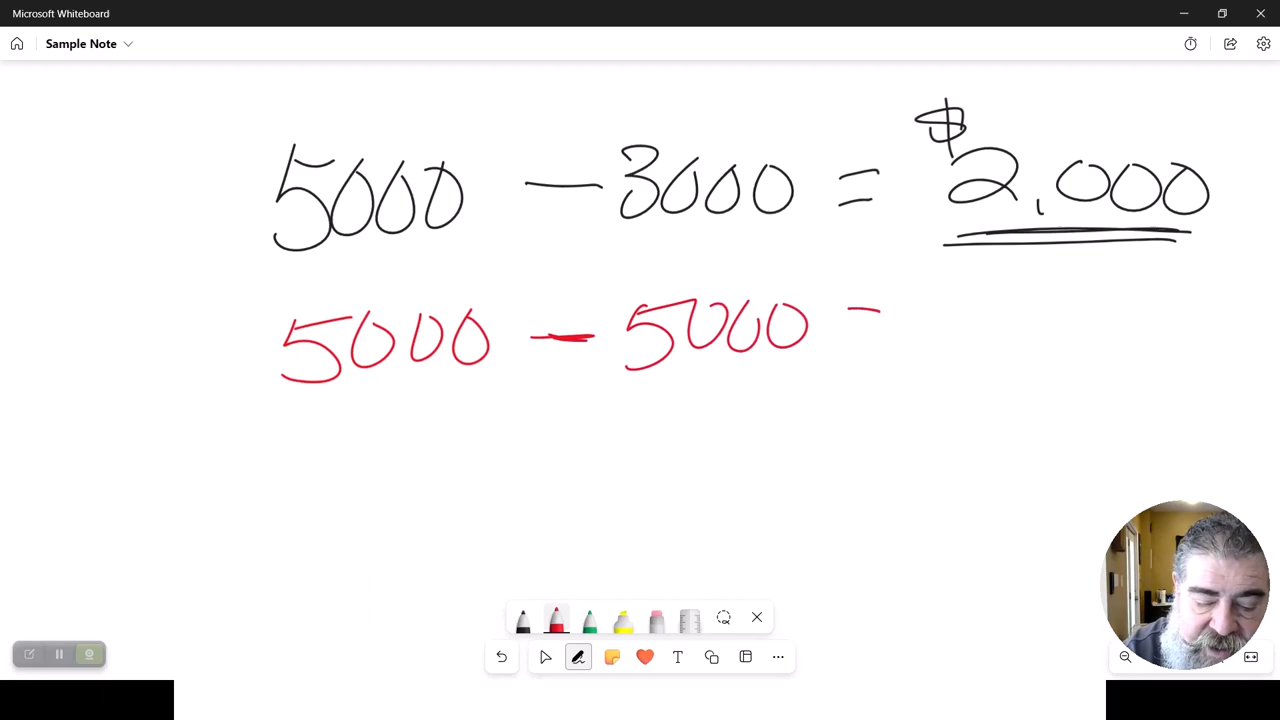 Microsoft Whiteboard
Sample Note
5000 — 3000 = $2,000
5000 — 5000 -
T